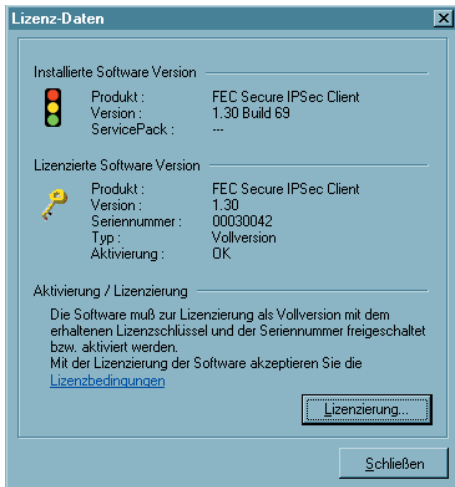 Lizenz-Daten
Installierte Software Version
Produkt : FEC Secure IPSec Client
Version : 1.30 Build 69
ServicePack : ---
Lizenzierte Software Version
Produkt : FEC Secure IPSec Client
Version : 1.30
Seriennummer : 00030042
Typ : Vollversion
Aktivierung : OK
Aktivierung / Lizenzierung
Die Software muß zur Lizenzierung als Vollversion mit dem
erhaltenen Lizenzschlüssel und der Seriennummer freigeschaltet
bzw. aktiviert werden.
Mit der Lizenzierung der Software akzeptieren Sie die
Lizenzbedingungen
Lizenzierung...
Schließen